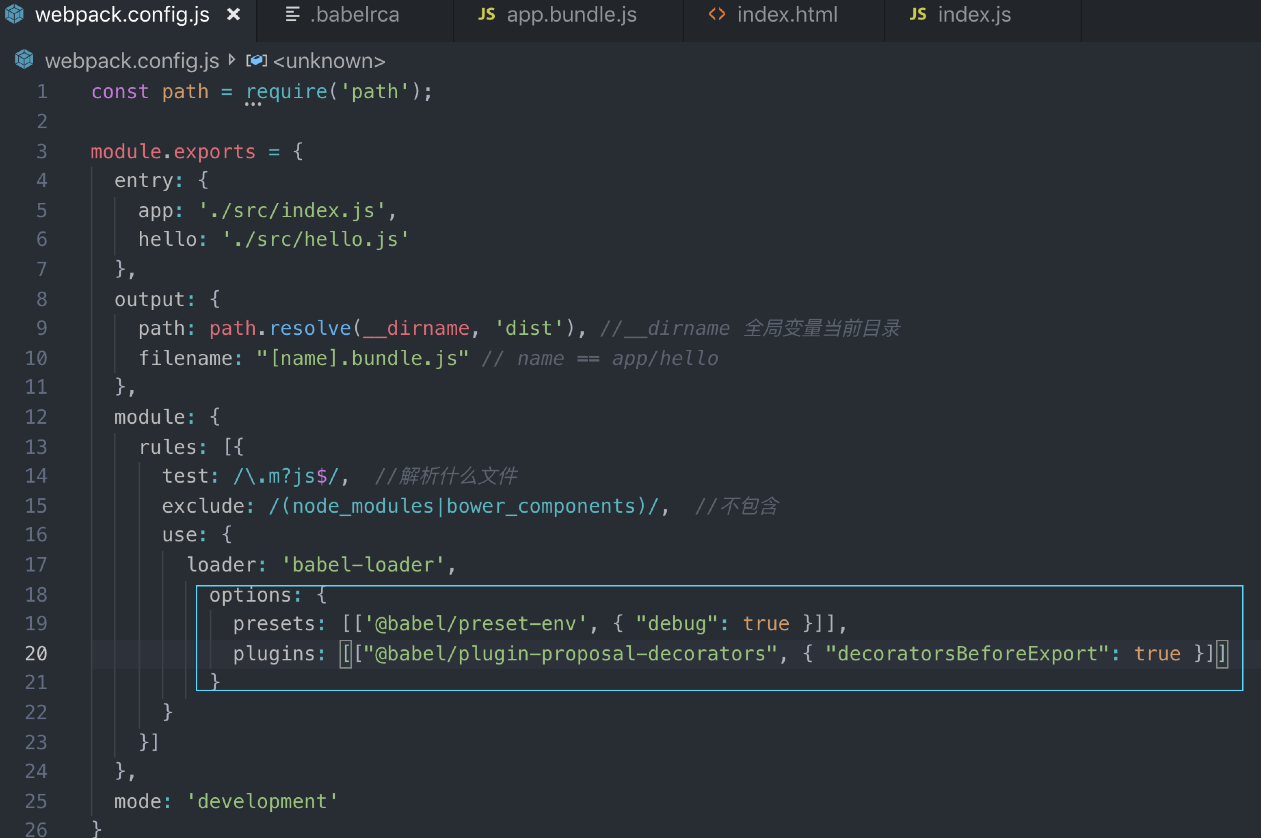 webpack.config.js × .babelrca JS app.bundle.js <> index.html JS index.js
webpack.config.js <unknown>
1 const path = require('path');
2
3 module.exports = {
4 entry: {
5 app: './src/index.js',
6 hello: './src/hello.js'
7 },
8 output: {
9 path: path.resolve(__dirname, 'dist'), //__dirname 全局变量当前目录
10 filename: "[name].bundle.js" // name == app/hello
11 },
12 module: {
13 rules: [{
14 test: /\.m?js$/, //解析什么文件
15 exclude: /(node_modules|bower_components)/, //不包含
16 use: {
17 loader: 'babel-loader',
18 options: {
19 presets: [['@babel/preset-env', { "debug": true }]],
20 plugins: [["@babel/plugin-proposal-decorators", { "decoratorsBeforeExport": true }]]
21 }
22 }
23 }]
24 },
25 mode: 'development'
26 }